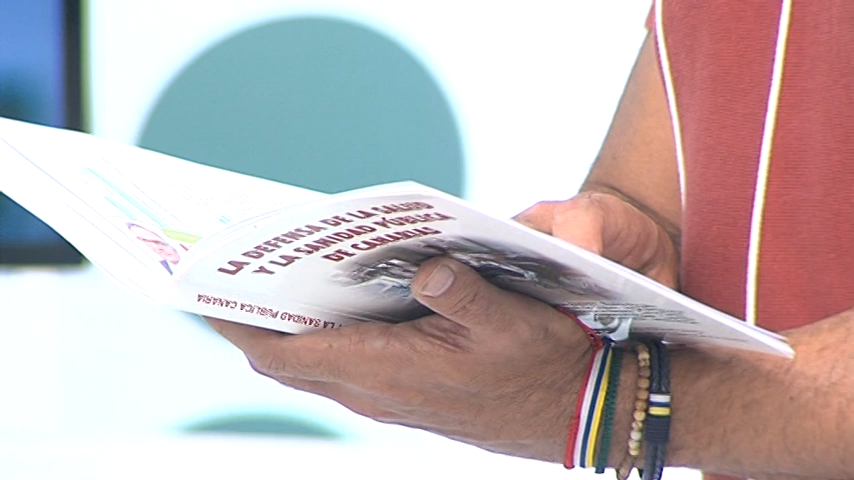 LA DEFENSA DE LA SALUD
Y LA SANIDAD PÚBLICA
DE CANARIAS
Y LA SANIDAD PÚBLICA CANARIA